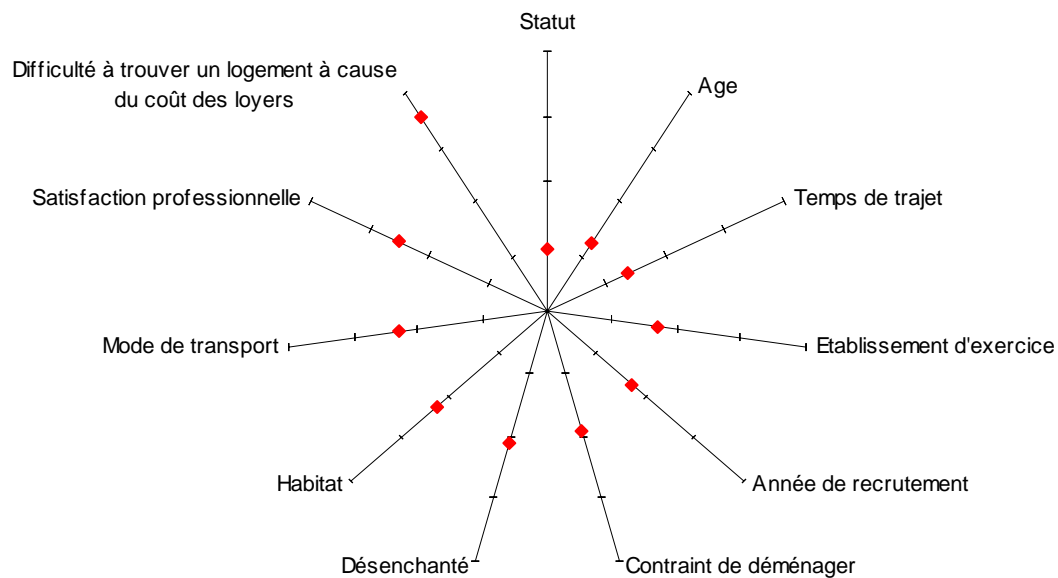 Statut
Difficulté à trouver un logement à cause
du coût des loyers
Age
Satisfaction professionnelle
Temps de trajet
Mode de transport
Etablissement d'exercice
Habitat
Année de recrutement
Désenchanté
Contraint de déménager